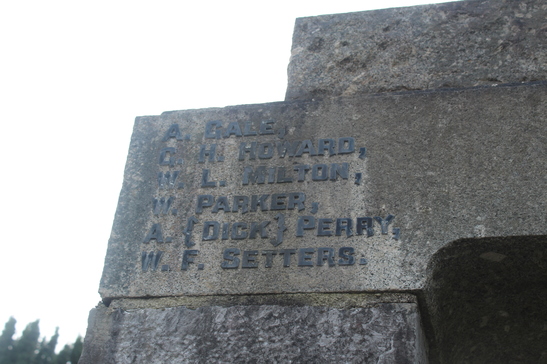 A. GALE,
C. H. HOWARD,
W. L. MILTON,
W. PARKER,
A. {DICK} PERRY,
W. F. SETTERS.